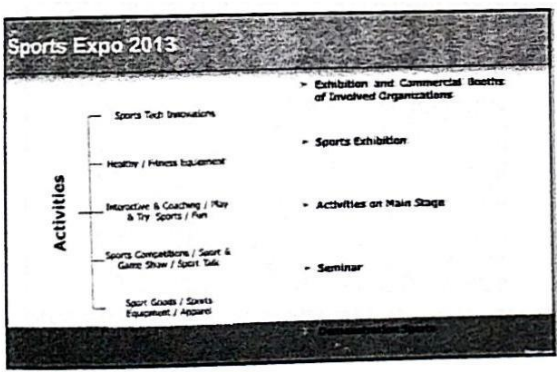 Sports Expo 2013
Activities
Sports Tech Innovations
Healthy / Fitness Equipment
Interactive & Coaching / Play
& Try Sports / Fun
Sports Competitions / Sport &
Game Show / Sport Talk
Sport Goods / Sports
Equipment / Apparel
➢ Exhibition and Commercial Booths
of Involved Organizations
➢ Sports Exhibition
➢ Activities on Main Stage
➢ Seminar